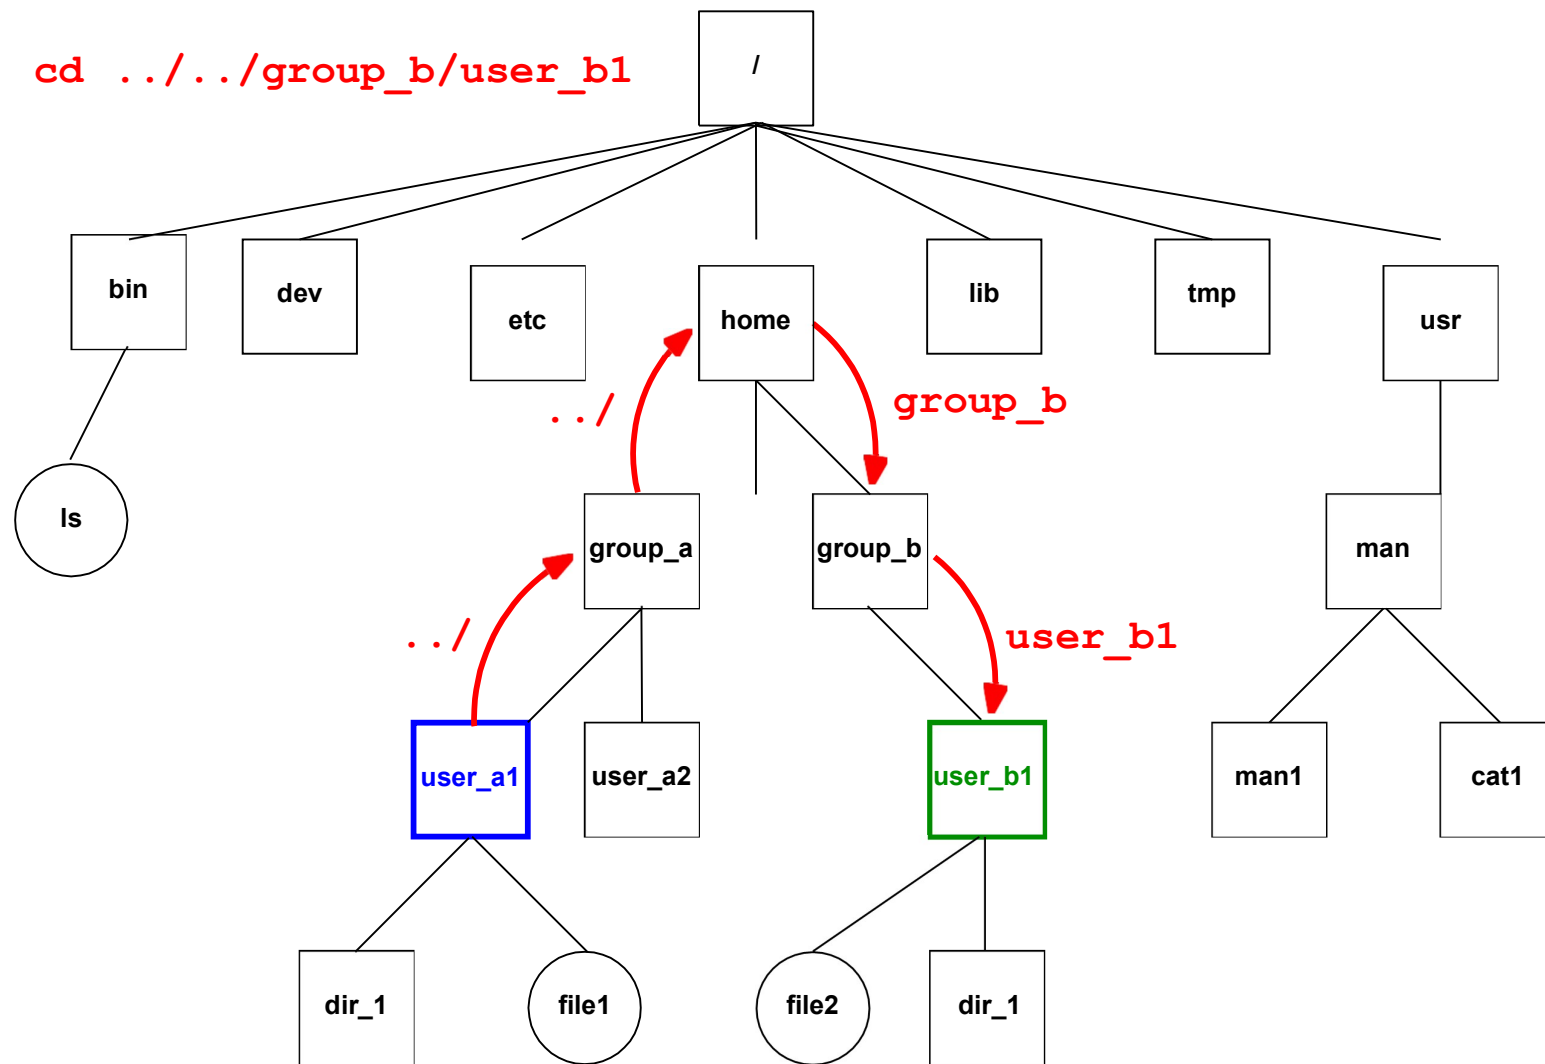 cd ../../group_b/user_b1
/
bin
dev
etc
home
lib
tmp
usr
../
group_b
ls
group_a
group_b
man
../
user_b1
user_a1
user_a2
user_b1
man1
cat1
dir_1
file1
file2
dir_1